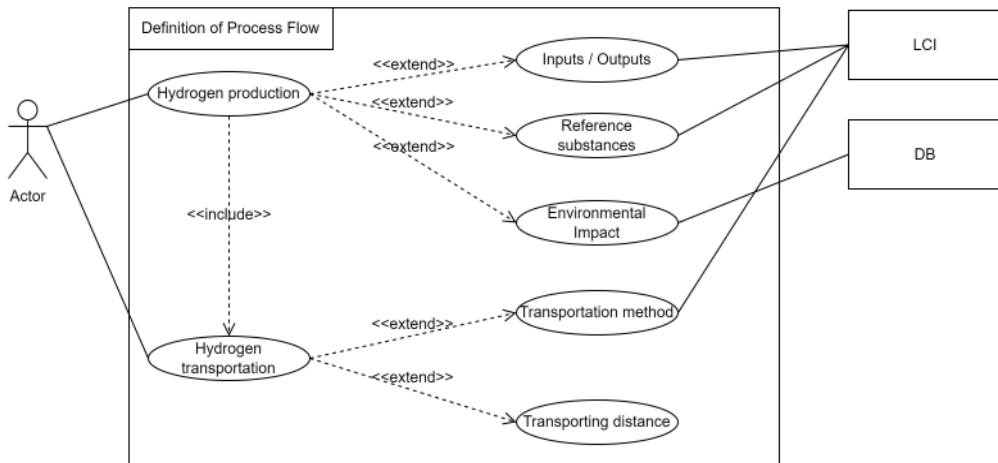 Definition of Process Flow
LCI
<<extend>>
Inputs / Outputs
Hydrogen production
<<extend>>
Reference
substances
<<extend>>
DB
Actor
<<include>>
Environmental
Impact
Transportation method
<<extend>>
Hydrogen
transportation
<<extend>>
Transporting distance